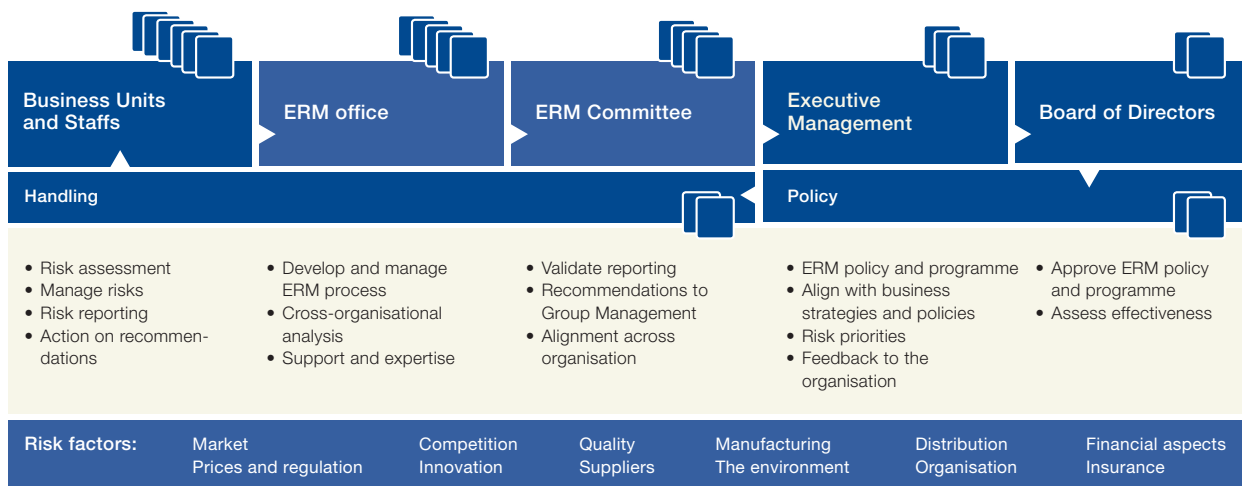 Business Units
and Staffs
ERM office
ERM Committee
Executive
Management
Board of Directors
Handling
Policy
• Risk assessment
• Manage risks
• Risk reporting
• Action on recommen-
dations
• Develop and manage
ERM process
• Cross-organisational
analysis
• Support and expertise
• Validate reporting
• Recommendations to
Group Management
• Alignment across
organisation
• ERM policy and programme
• Align with business
strategies and policies
• Risk priorities
• Feedback to the
organisation
• Approve ERM policy
and programme
• Assess effectiveness
Risk factors:
Market
Prices and regulation
Competition
Innovation
Quality
Suppliers
Manufacturing
The environment
Distribution
Organisation
Financial aspects
Insurance